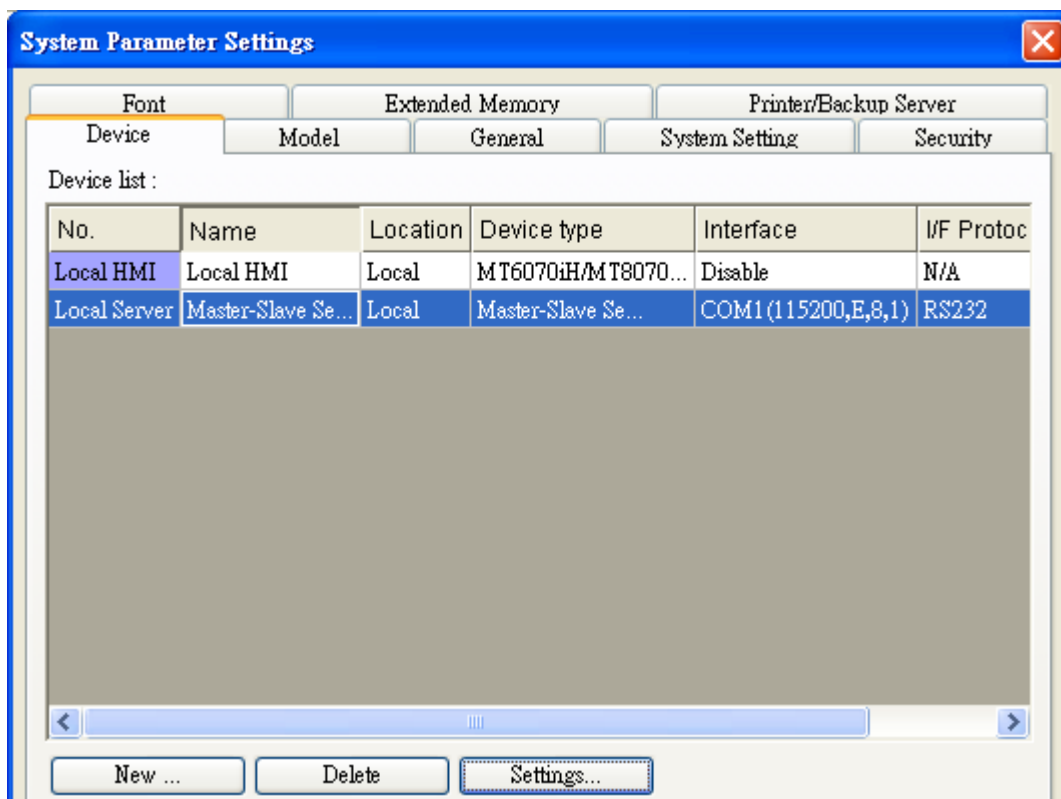 System Parameter Settings
Font Extended Memory Printer/Backup Server
Device Model General System Setting Security
Device list :
No. Name Location Device type Interface I/F Protoc
Local HMI Local HMI Local MT6070iH/MT8070... Disable N/A
Local Server Master-Slave Se... Local Master-Slave Se... COM1(115200,E,8,1) RS232
New ... Delete Settings...